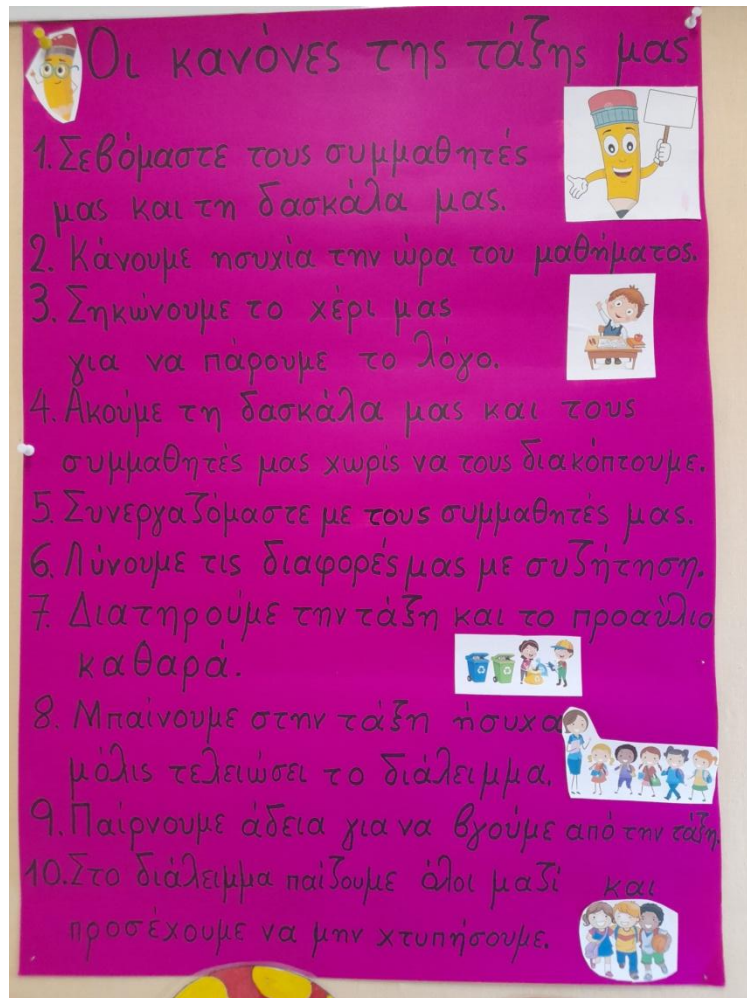 Οι κανόνες της τάξης μας
1. Σεβόμαστε τους συμμαθητές
μας και τη δασκάλα μας.
2. Κάνουμε ησυχία την ώρα του μαθήματος.
3. Σηκώνουμε το χέρι μας
για να πάρουμε το λόγο.
4. Ακούμε τη δασκάλα μας και τους
συμμαθητές μας χωρίς να τους διακόπτουμε.
5. Συνεργαζόμαστε με τους συμμαθητές μας.
6. Λύνουμε τις διαφορές μας με συζήτηση.
7. Διατηρούμε την τάξη και το προαύλιο
καθαρά.
8. Μπαίνουμε στην τάξη ήσυχα
μόλις τελειώσει το διάλειμμα.
9. Παίρνουμε άδεια για να βγούμε από την τάξη.
10. Στο διάλειμμα παίζουμε όλοι μαζί και
προσέχουμε να μην χτυπήσουμε.